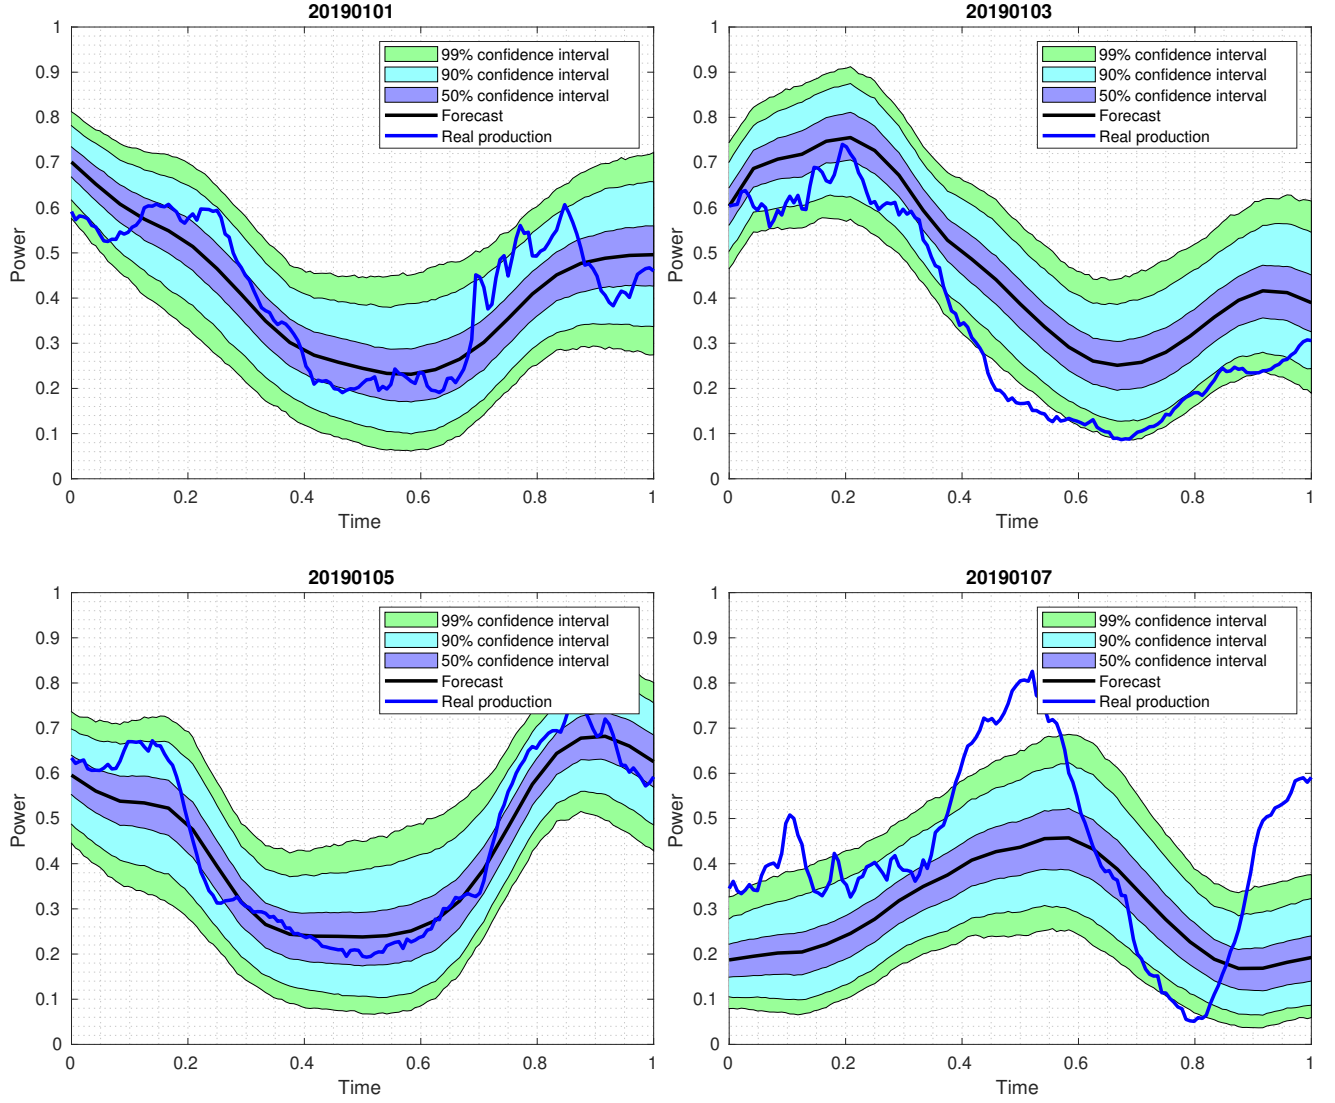 20190101
1
0.9
0.8
0.7
0.6
0.5
0.4
0.3
0.2
0.1
0
Power
99% confidence interval
90% confidence interval
50% confidence interval
Forecast
Real production
0 0.2 0.4 0.6 0.8 1
Time
20190103
1
0.9
0.8
0.7
0.6
0.5
0.4
0.3
0.2
0.1
0
Power
99% confidence interval
90% confidence interval
50% confidence interval
Forecast
Real production
0 0.2 0.4 0.6 0.8 1
Time
20190105
1
0.9
0.8
0.7
0.6
0.5
0.4
0.3
0.2
0.1
0
Power
99% confidence interval
90% confidence interval
50% confidence interval
Forecast
Real production
0 0.2 0.4 0.6 0.8 1
Time
20190107
1
0.9
0.8
0.7
0.6
0.5
0.4
0.3
0.2
0.1
0
Power
99% confidence interval
90% confidence interval
50% confidence interval
Forecast
Real production
0 0.2 0.4 0.6 0.8 1
Time